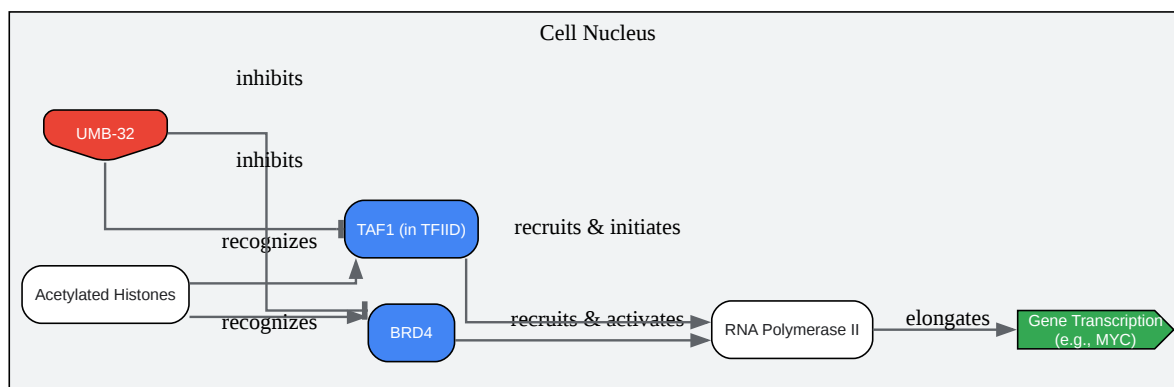 Cell Nucleus
inhibits
UMB-32
inhibits
TAF1 (in TFIID)
recruits & initiates
recognizes
Acetylated Histones
recognizes
BRD4
recruits & activates
RNA Polymerase II
elongates
Gene Transcription
(e.g., MYC)